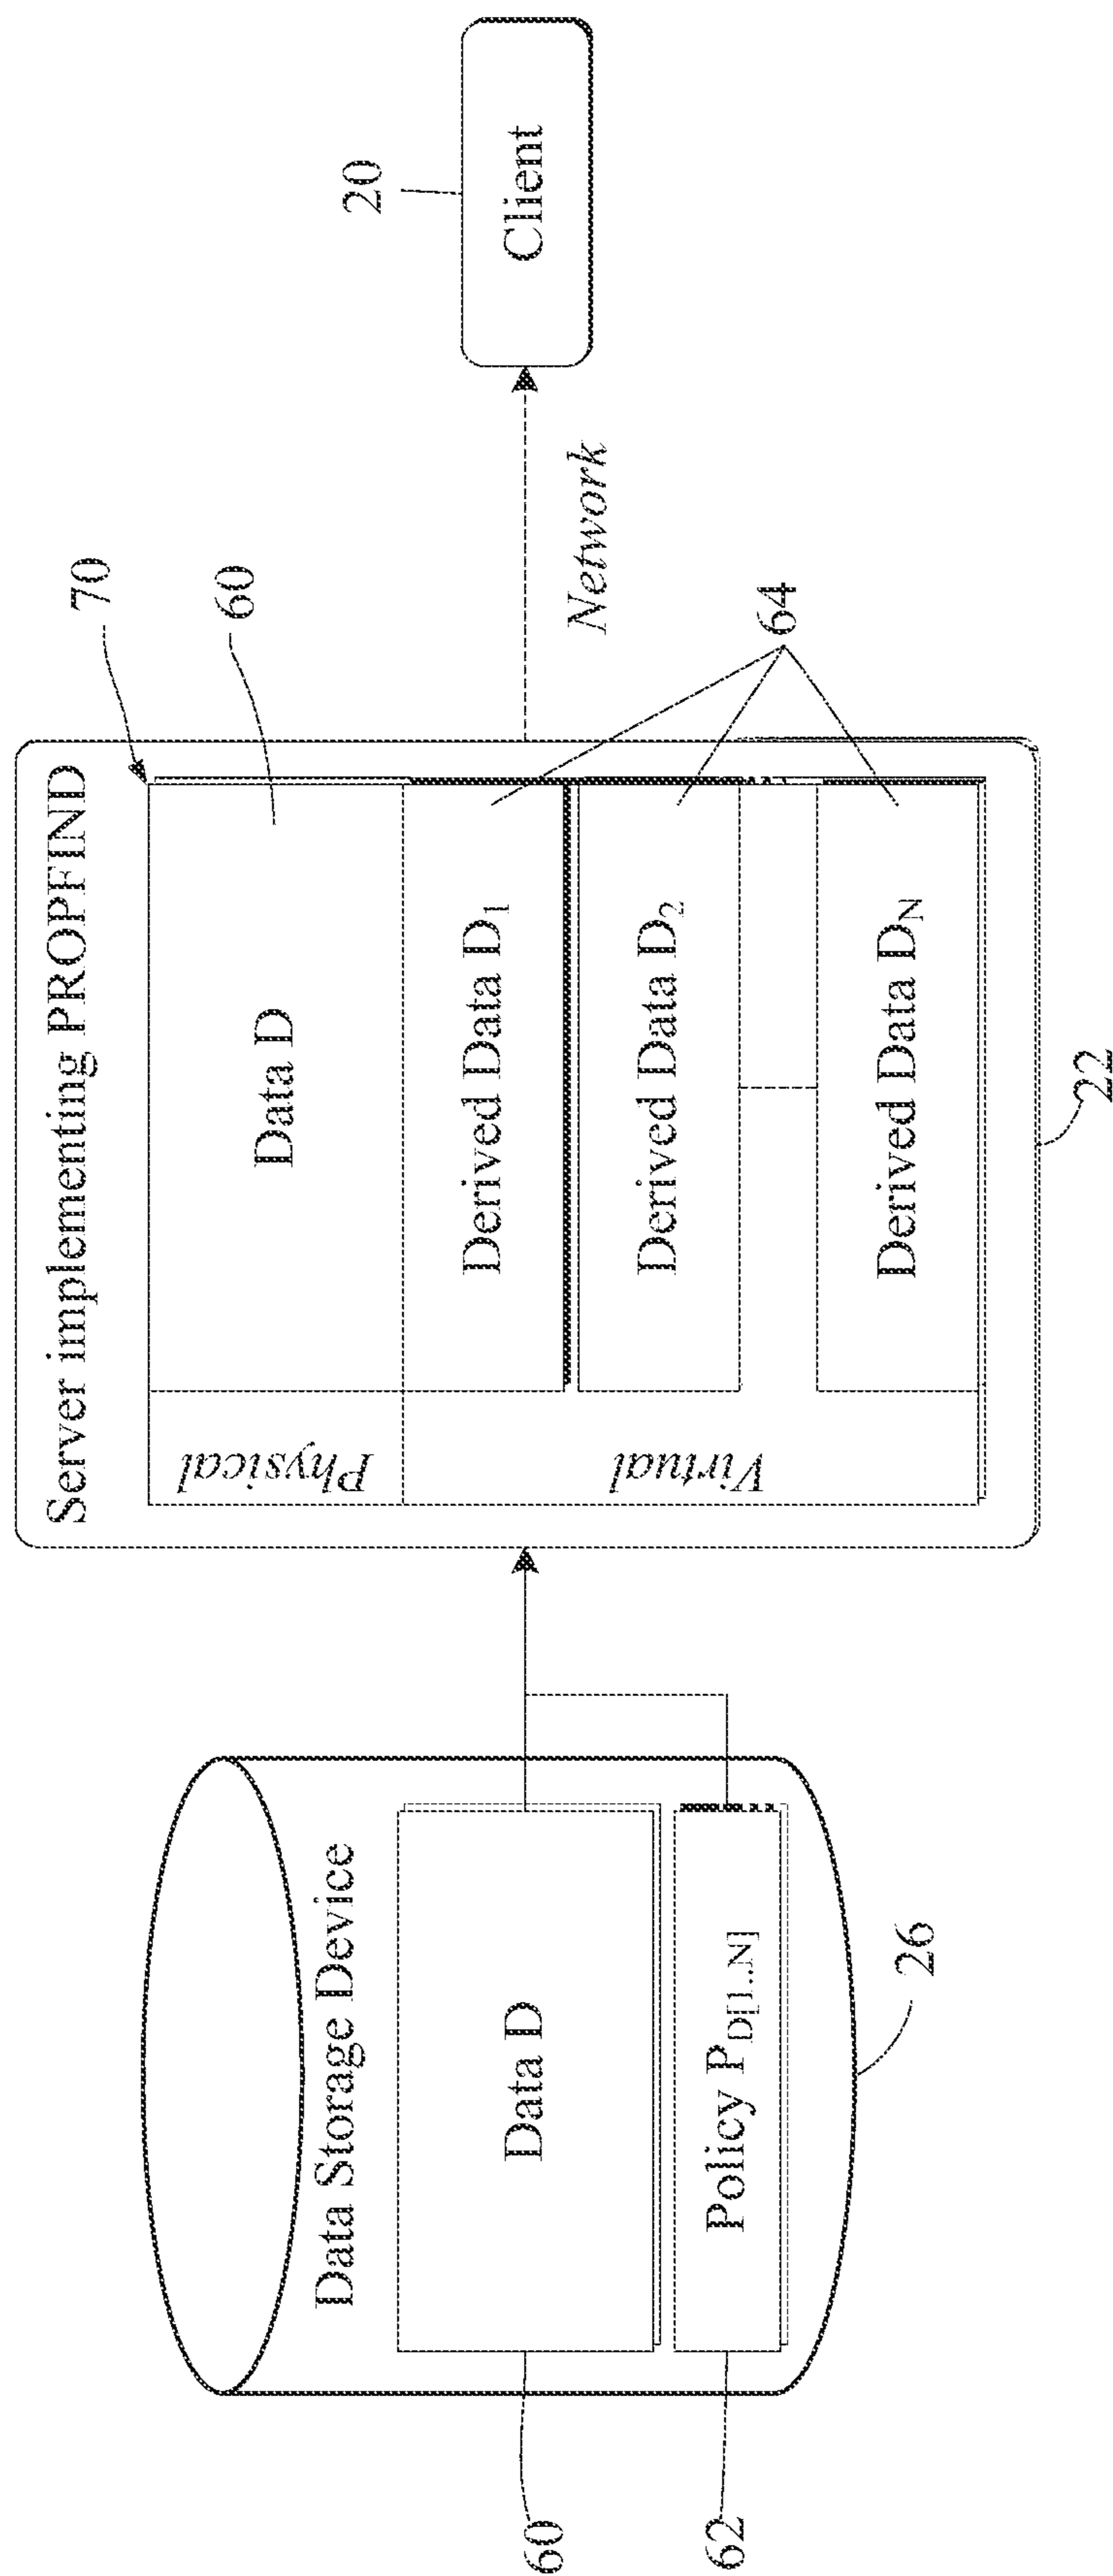 Data Storage Device
Data D
Policy P_D[1..N]
60
62
26
Server implementing PROPFIND
Physical
Data D
Virtual
Derived Data D_1
Derived Data D_2
Derived Data D_N
70
60
64
22
Network
20
Client